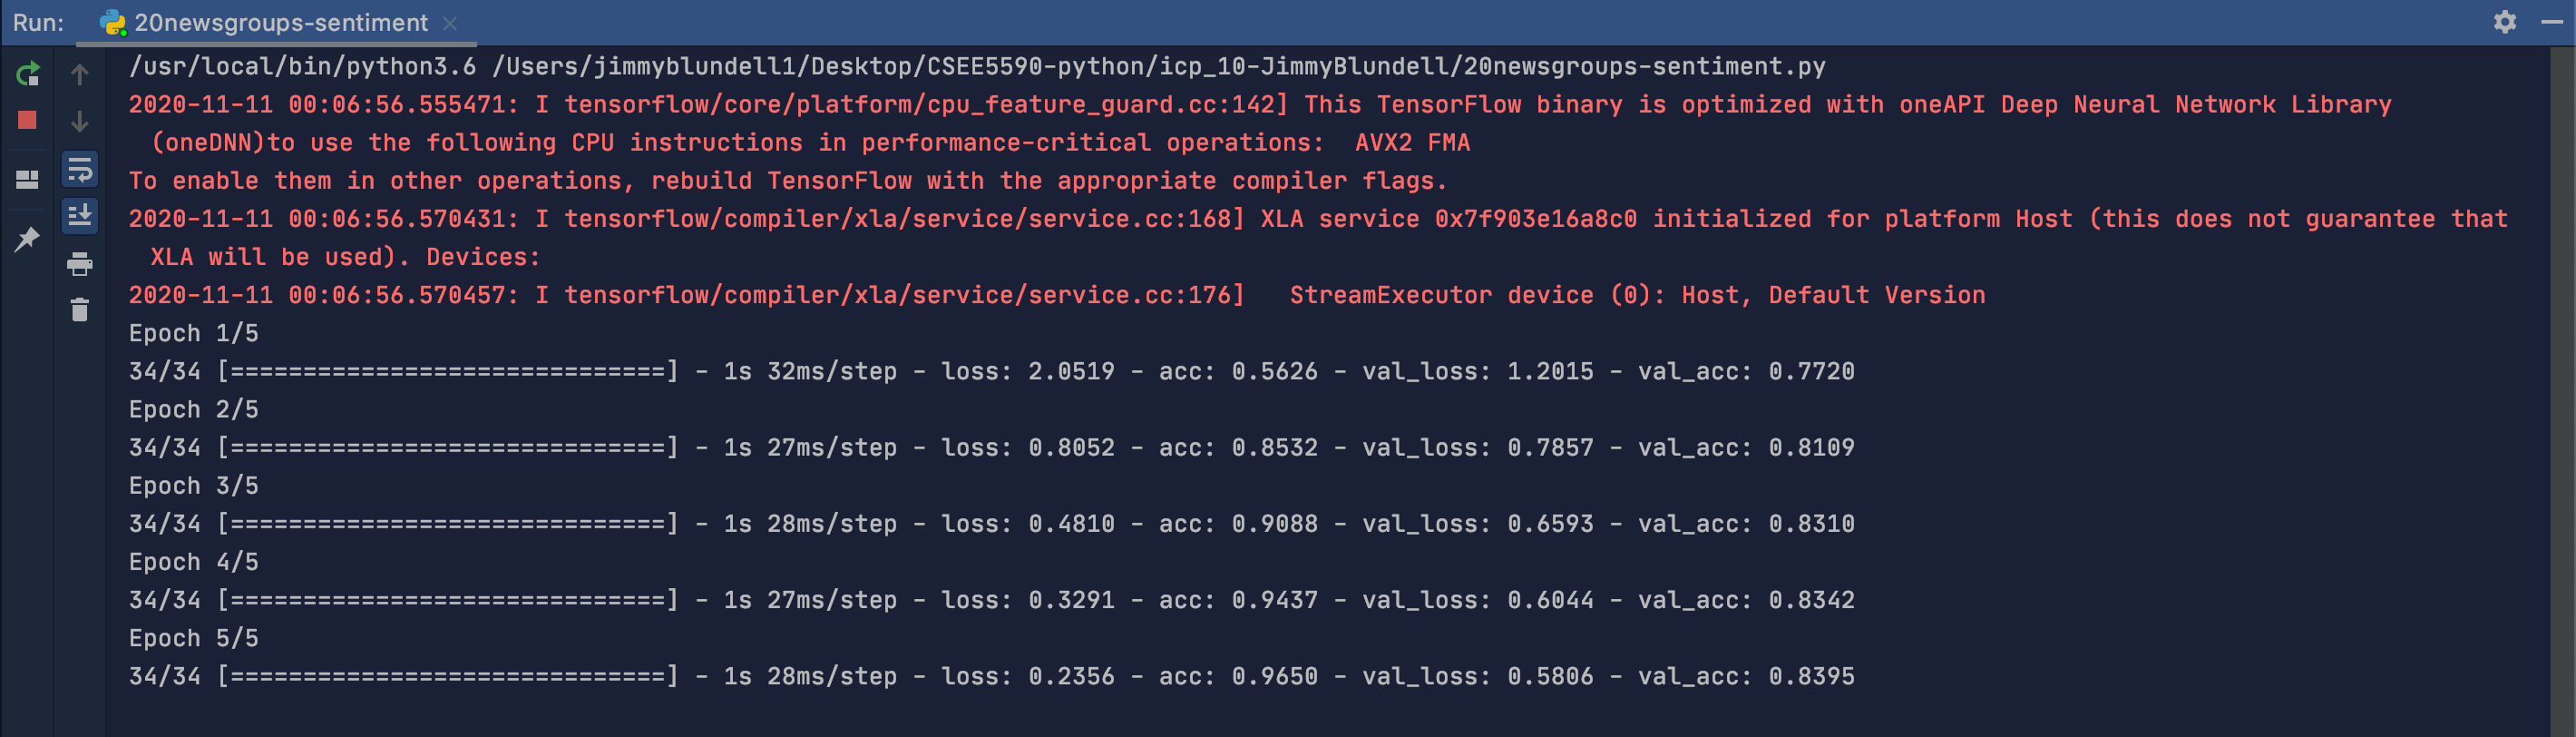 Run: 20newsgroups-sentiment
/usr/local/bin/python3.6 /Users/jimmyblundell1/Desktop/CSEE5590-python/icp_10-JimmyBlundell/20newsgroups-sentiment.py
2020-11-11 00:06:56.555471: I tensorflow/core/platform/cpu_feature_guard.cc:142] This TensorFlow binary is optimized with oneAPI Deep Neural Network Library
(oneDNN)to use the following CPU instructions in performance-critical operations:  AVX2 FMA
To enable them in other operations, rebuild TensorFlow with the appropriate compiler flags.
2020-11-11 00:06:56.570431: I tensorflow/compiler/xla/service/service.cc:168] XLA service 0x7f903e16a8c0 initialized for platform Host (this does not guarantee that
XLA will be used). Devices:
2020-11-11 00:06:56.570457: I tensorflow/compiler/xla/service/service.cc:176]   StreamExecutor device (0): Host, Default Version
Epoch 1/5
34/34 [==============================] - 1s 32ms/step - loss: 2.0519 - acc: 0.5626 - val_loss: 1.2015 - val_acc: 0.7720
Epoch 2/5
34/34 [==============================] - 1s 27ms/step - loss: 0.8052 - acc: 0.8532 - val_loss: 0.7857 - val_acc: 0.8109
Epoch 3/5
34/34 [==============================] - 1s 28ms/step - loss: 0.4810 - acc: 0.9088 - val_loss: 0.6593 - val_acc: 0.8310
Epoch 4/5
34/34 [==============================] - 1s 27ms/step - loss: 0.3291 - acc: 0.9437 - val_loss: 0.6044 - val_acc: 0.8342
Epoch 5/5
34/34 [==============================] - 1s 28ms/step - loss: 0.2356 - acc: 0.9650 - val_loss: 0.5806 - val_acc: 0.8395